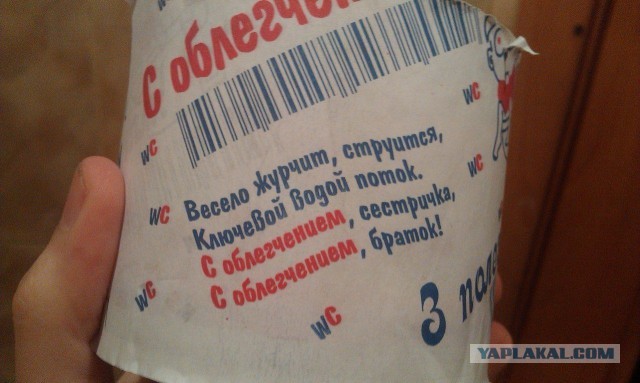 С облегчен
wc
wc
wc
wc
Весело журчит, струится,
Ключевой водой поток.
С облегчением, сестричка,
С облегчением, браток!
wc
wc
wc
3
YAPLAKAL.COM